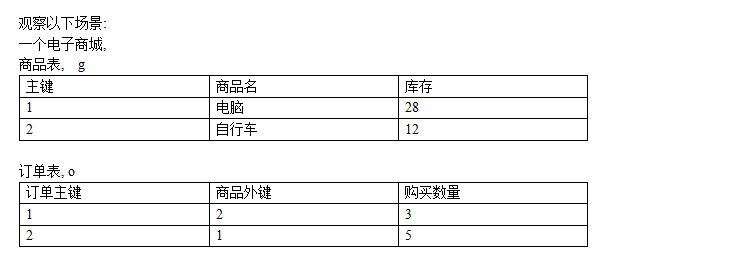 观察以下场景:
一个电子商城,
商品表, g
主键 商品名 库存
1 电脑 28
2 自行车 12
订单表, o
订单主键 商品外键 购买数量
1 2 3
2 1 5